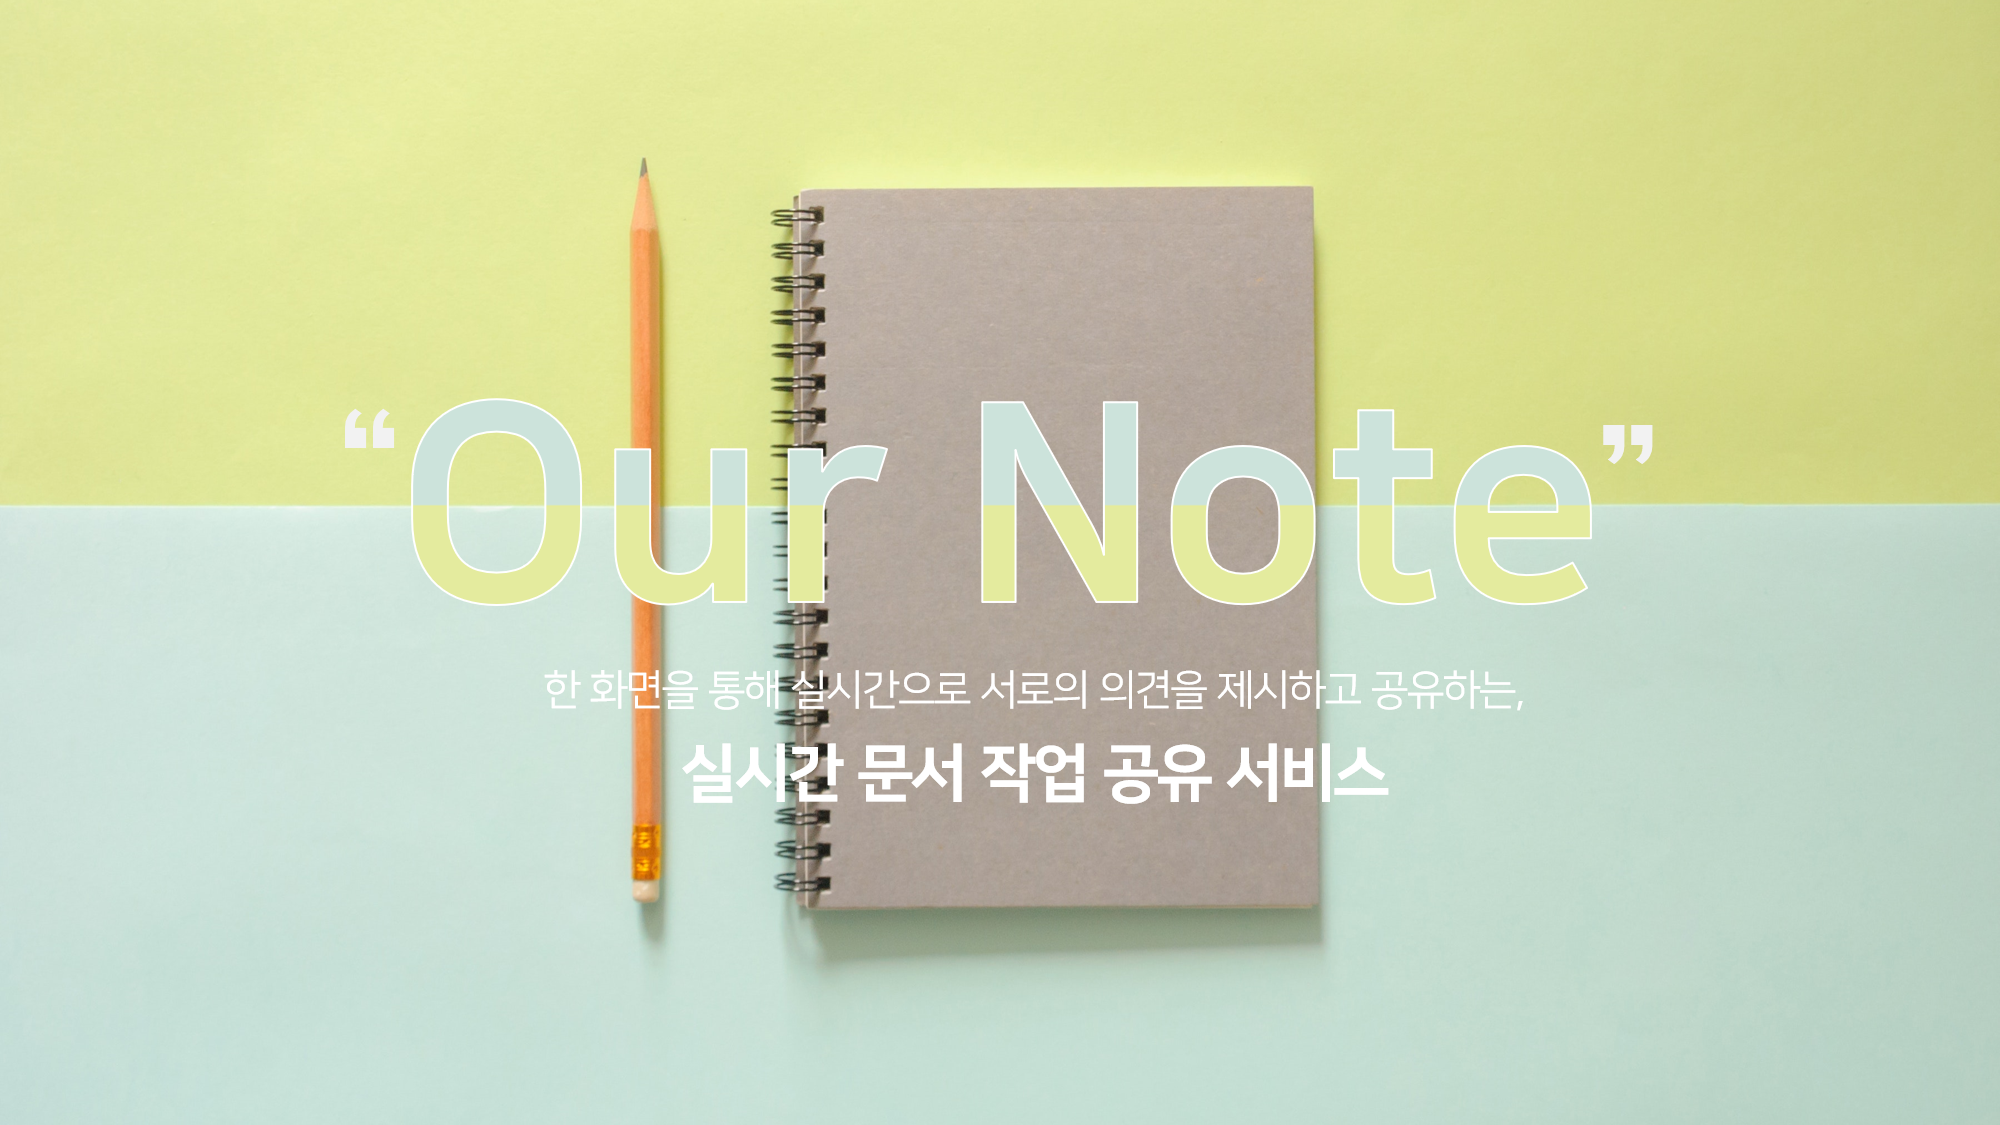 “Our Note”
한 화면을 통해 실시간으로 서로의 의견을 제시하고 공유하는,
실시간 문서 작업 공유 서비스